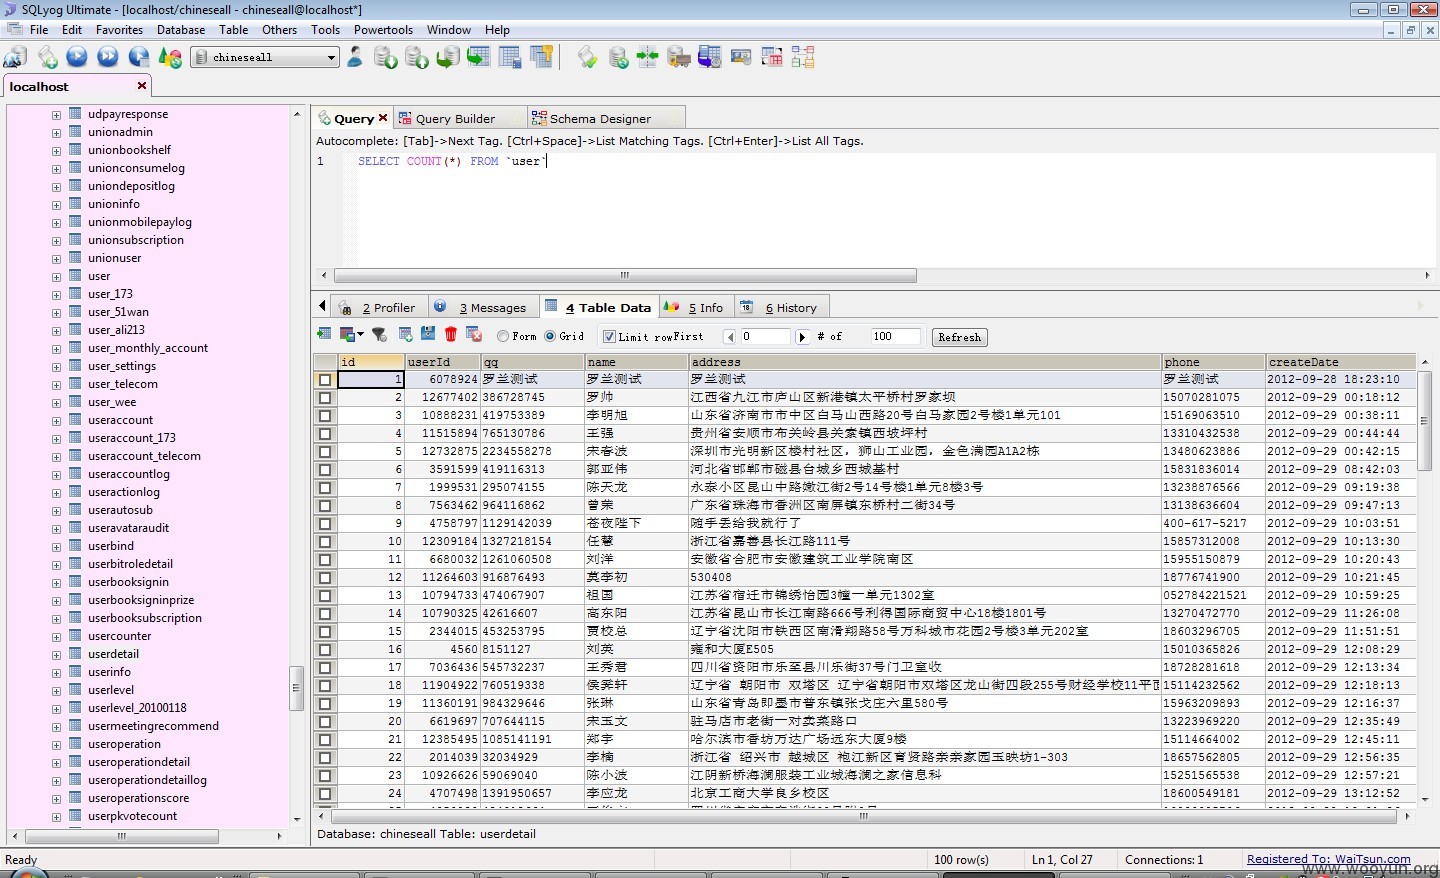 SQLyog Ultimate - [localhost/chineseall - chineseall@localhost*]
File Edit Favorites Database Table Others Tools Powertools Window Help
chineseall
localhost
udpayresponse
unionadmin
unionbookshelf
unionconsumelog
uniondepositlog
unioninfo
unionmobilepaylog
unionsubscription
unionuser
user
user_173
user_51wan
user_ali213
user_monthly_account
user_settings
user_telecom
user_wee
useraccount
useraccount_173
useraccount_telecom
useraccountlog
useractionlog
userautosub
useravataraudit
userbind
userbitroledetail
userbooksignin
userbooksigninprize
userbooksubscription
usercounter
userdetail
userinfo
userlevel
userlevel_20100118
usermeetingrecommend
useroperation
useroperationdetail
useroperationdetaillog
useroperationscore
userpkvotecount
Query Query Builder Schema Designer
Autocomplete: [Tab]->Next Tag. [Ctrl+Space]->List Matching Tags. [Ctrl+Enter]->List All Tags.
1 SELECT COUNT(*) FROM `user`
2 Profiler 3 Messages 4 Table Data 5 Info 6 History
Form Grid Limit rowFirst 0 # of 100 Refresh
id userId qq name address phone createDate
1 6078924 罗兰测试 罗兰测试 罗兰测试 罗兰测试 2012-09-28 18:23:10
2 12677402 386728745 罗帅 江西省九江市庐山区新港镇太平桥村罗家坝 15070281075 2012-09-29 00:18:12
3 10888231 419753389 李明旭 山东省济南市市中区白马山西路20号白马家园2号楼1单元101 15169063510 2012-09-29 00:38:11
4 11515894 765130786 王强 贵州省安顺市布关岭县关索镇西坡坪村 13310432538 2012-09-29 00:44:44
5 12732875 2234558278 宋春波 深圳市光明新区楼村社区，狮山工业园，金色满园A1A2栋 13480623886 2012-09-29 00:42:15
6 3591599 419116313 郭亚伟 河北省邯郸市磁县台城乡西城基村 15831836014 2012-09-29 08:42:03
7 1999531 295074155 陈天龙 永泰小区昆山中路嫩江街2号14号楼1单元8楼3号 13238876566 2012-09-29 09:19:38
8 7563462 964116862 曾荣 广东省珠海市香洲区南屏镇东桥村二街34号 13138636604 2012-09-29 09:47:13
9 4758797 1129142039 苍夜陛下 随手丢给我就行了 400-617-5217 2012-09-29 10:03:51
10 12309184 1327218154 任慧 浙江省嘉善县长江路111号 15857312008 2012-09-29 10:13:30
11 6680032 1261060508 刘洋 安徽省合肥市安徽建筑工业学院南区 15955150879 2012-09-29 10:20:43
12 11264603 916876493 莫李初 530408 18776741900 2012-09-29 10:21:45
13 10794733 474067907 祖国 江苏省宿迁市锦绣怡园3幢一单元1302室 052784221521 2012-09-29 10:59:25
14 10790325 42616607 高东阳 江苏省昆山市长江南路666号利得国际商贸中心18楼1801号 13270472770 2012-09-29 11:26:08
15 2344015 453253795 贾校总 辽宁省沈阳市铁西区南滑翔路58号万科城市花园2号楼3单元202室 18603296705 2012-09-29 11:51:51
16 4560 8151127 刘英 雍和大厦E505 15010365826 2012-09-29 12:08:29
17 7036436 545732237 王秀君 四川省资阳市乐至县川乐街37号门卫室收 18728281618 2012-09-29 12:13:34
18 11904922 760519338 侯霁轩 辽宁省 朝阳市 双塔区 辽宁省朝阳市双塔区龙山街四段255号财经学校11平 15114232562 2012-09-29 12:18:13
19 11360191 984329646 张琳 山东省青岛即墨市普东镇张戈庄六里580号 15963209893 2012-09-29 12:16:37
20 6619697 707644115 宋玉文 驻马店市老街一对卖菜路口 13223969220 2012-09-29 12:35:49
21 12385495 1085141191 郑宇 哈尔滨市香坊万达广场远东大厦9楼 15114664002 2012-09-29 12:45:11
22 2014039 32034929 李楠 浙江省 绍兴市 越城区 袍江新区育贤路亲亲家园玉映坊1-303 18657562805 2012-09-29 12:56:35
23 10926626 59069040 陈小波 江阴新桥海澜服装工业城海澜之家信息科 15251565538 2012-09-29 12:57:21
24 4707498 1391950657 李应龙 北京工商大学良乡校区 18600549181 2012-09-29 13:12:52
Database: chineseall Table: userdetail
Ready 100 row(s) Ln 1, Col 27 Connections: 1 Registered To: WaiTsun.com
www.wooyun.org